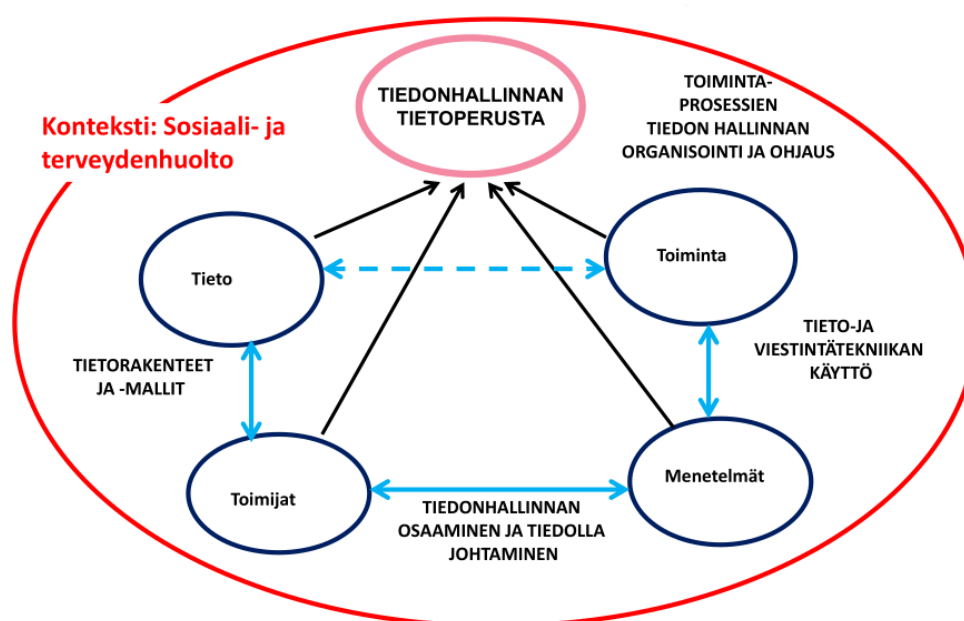 TIEDONHALLINNAN
TIETOPERUSTA
TOIMINTA-
PROSESSIEN
TIEDON HALLINNAN
ORGANISOINTI JA OHJAUS
Konteksti: Sosiaali- ja
terveydenhuolto
Tieto
Toiminta
TIETORAKENTEET
JA -MALLIT
TIETO-JA
VIESTINTÄTEKNIIKAN
KÄYTTÖ
Toimijat
Menetelmät
TIEDONHALLINNAN
OSAAMINEN JA TIEDOLLA
JOHTAMINEN